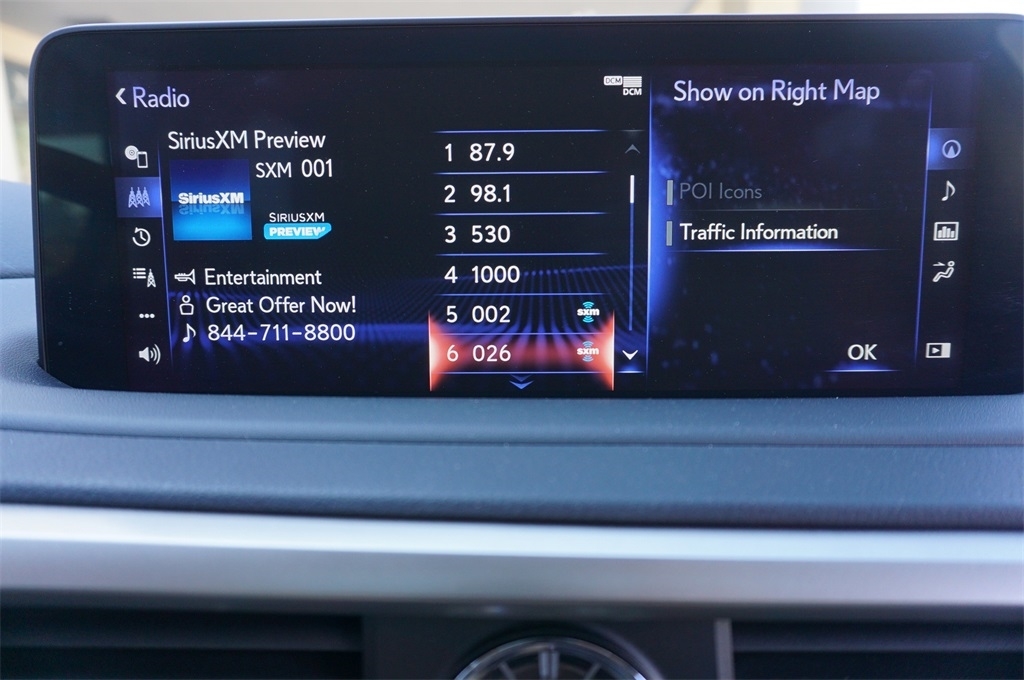 Radio
DCM
DCM
SiriusXM Preview
SXM 001
SiriusXM
SIRIUSXM
PREVIEW
Entertainment
Great Offer Now!
844-711-8800
1 87.9
2 98.1
3 530
4 1000
5 002 sxm
6 026 sxm
Show on Right Map
POI Icons
Traffic Information
OK